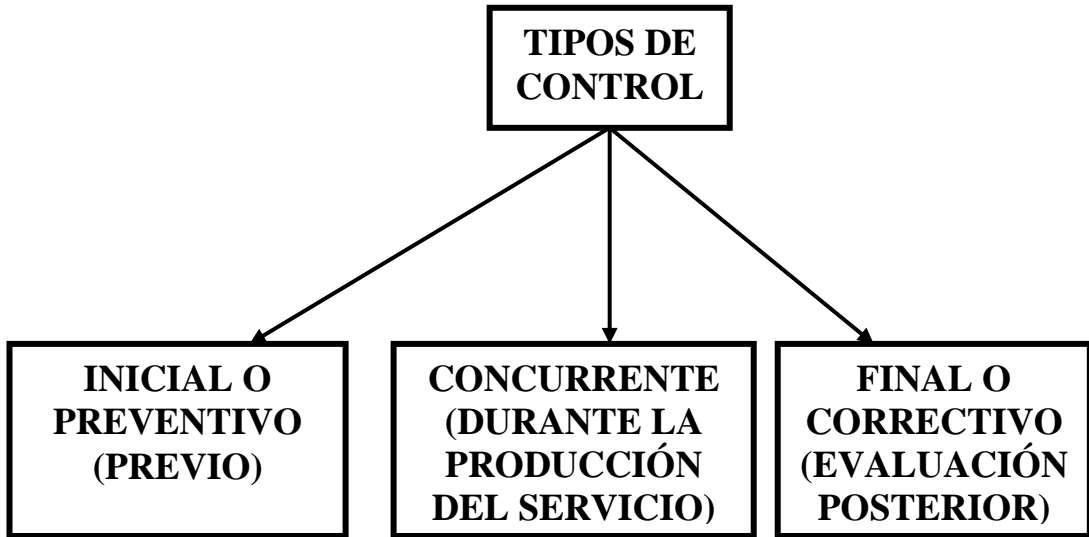 TIPOS DE
CONTROL
INICIAL O
PREVENTIVO
(PREVIO)
CONCURRENTE
(DURANTE LA
PRODUCCIÓN
DEL SERVICIO)
FINAL O
CORRECTIVO
(EVALUACIÓN
POSTERIOR)